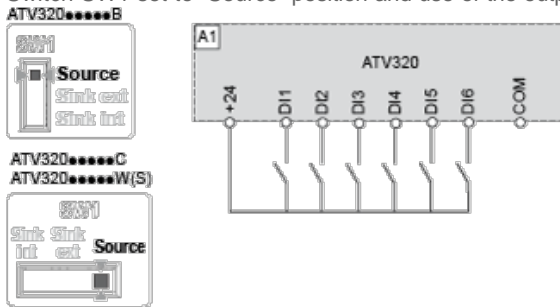 Switch SW1 set to "Source" position and use of the outp
ATV320●●●●●B
SW1
Source
Sink ext
Sink int
ATV320●●●●●C
ATV320●●●●●W(S)
SW1
Sink int
Sink ext
Source
A1
ATV320
+24
DI1
DI2
DI3
DI4
DI5
DI6
COM